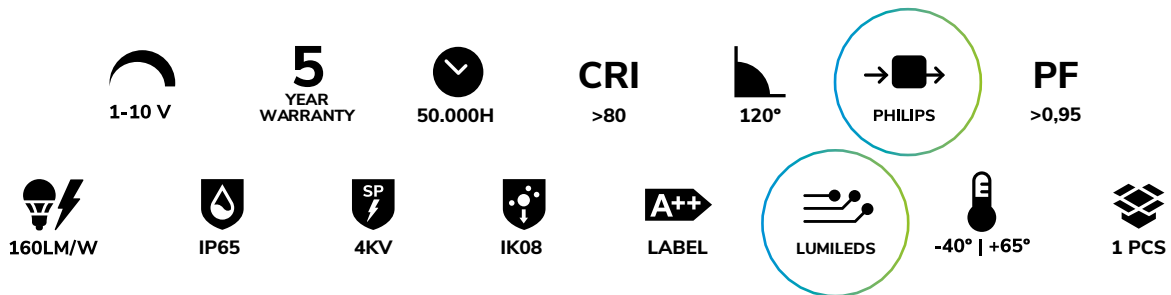 1-10 V
5
YEAR
WARRANTY
50.000H
CRI
>80
120°
PHILIPS
PF
>0,95
160LM/W
IP65
SP
4KV
IK08
A++
LABEL
LUMILEDS
-40° | +65°
1 PCS